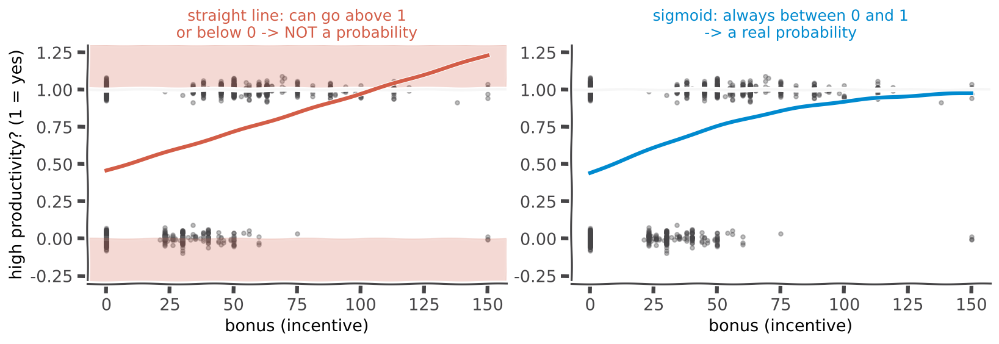 straight line: can go above 1
or below 0 -> NOT a probability
high productivity? (1 = yes)
1.25
1.00
0.75
0.50
0.25
0.00
-0.25
0 25 50 75 100 125 150
bonus (incentive)
sigmoid: always between 0 and 1
-> a real probability
1.25
1.00
0.75
0.50
0.25
0.00
-0.25
0 25 50 75 100 125 150
bonus (incentive)